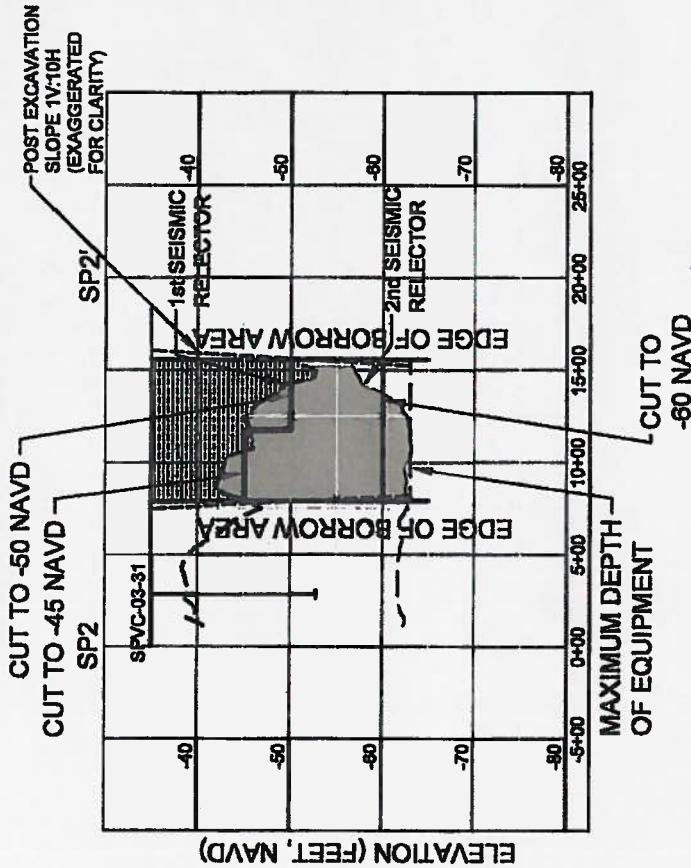 POST EXCAVATION
SLOPE 1V:10H
(EXAGGERATED
FOR CLARITY)
CUT TO -50 NAVD
CUT TO -45 NAVD
SP2
SP2'
1st SEISMIC
RELECTOR
SPVC-03-31
-40
-50
-60
-70
-80
-40
-50
-60
-70
-80
ELEVATION (FEET, NAVD)
EDGE OF BORROW AREA
EDGE OF BORROW AREA
2nd SEISMIC
RELECTOR
-5+00
0+00
5+00
10+00
15+00
20+00
25+00
MAXIMUM DEPTH
OF EQUIPMENT
CUT TO
-60 NAVD